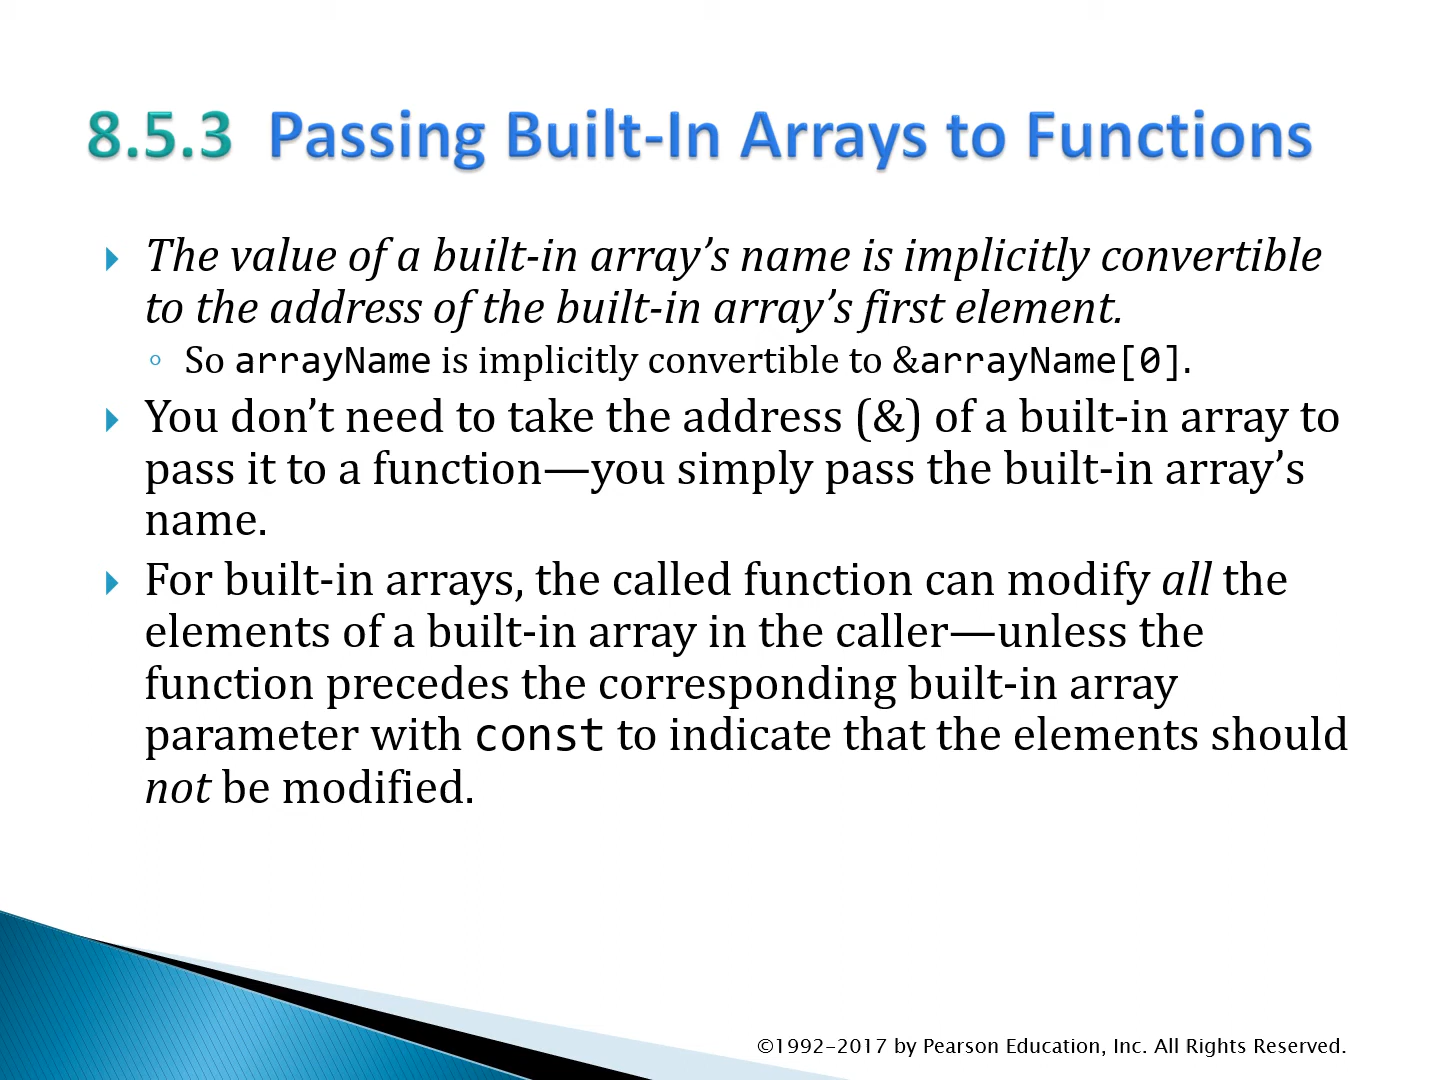 8.5.3 Passing Built-In Arrays to Functions
The value of a built-in array’s name is implicitly convertible
to the address of the built-in array’s first element.
So arrayName is implicitly convertible to &arrayName[0].
You don’t need to take the address (&) of a built-in array to
pass it to a function—you simply pass the built-in array’s
name.
For built-in arrays, the called function can modify all the
elements of a built-in array in the caller—unless the
function precedes the corresponding built-in array
parameter with const to indicate that the elements should
not be modified.
©1992-2017 by Pearson Education, Inc. All Rights Reserved.